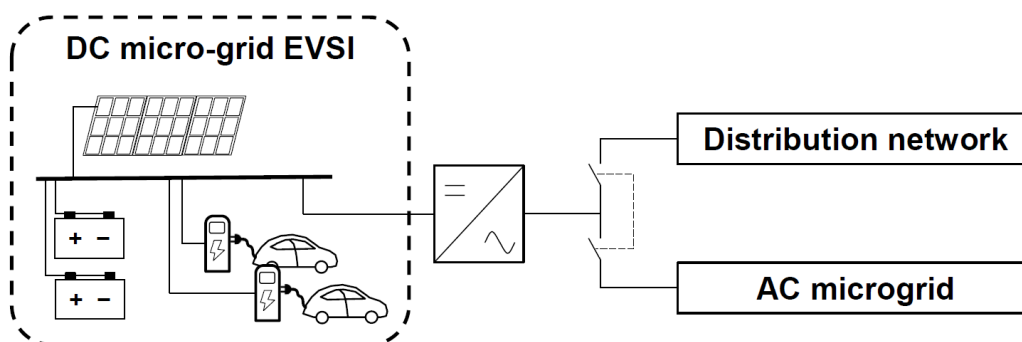 DC micro-grid EVSI
Distribution network
+ −
+ −
AC microgrid